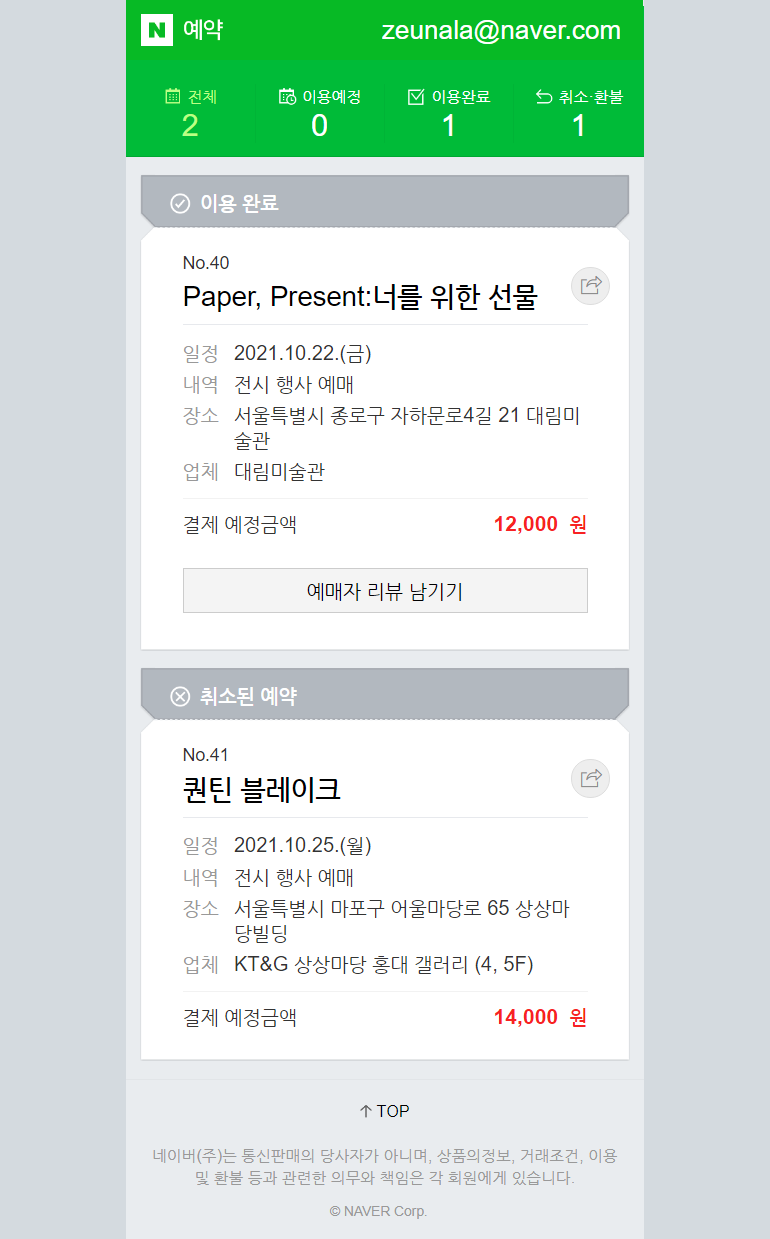 N 예약
zeunala@naver.com
전체 이용예정 이용완료 취소·환불
2 0 1 1
이용 완료
No.40
Paper, Present:너를 위한 선물
일정 2021.10.22.(금)
내역 전시 행사 예매
장소 서울특별시 종로구 자하문로4길 21 대림미
술관
업체 대림미술관
결제 예정금액 12,000 원
예매자 리뷰 남기기
취소된 예약
No.41
퀀틴 블레이크
일정 2021.10.25.(월)
내역 전시 행사 예매
장소 서울특별시 마포구 어울마당로 65 상상마
당빌딩
업체 KT&G 상상마당 홍대 갤러리 (4, 5F)
결제 예정금액 14,000 원
↑ TOP
네이버(주)는 통신판매의 당사자가 아니며, 상품의정보, 거래조건, 이용
및 환불 등과 관련한 의무와 책임은 각 회원에게 있습니다.
© NAVER Corp.